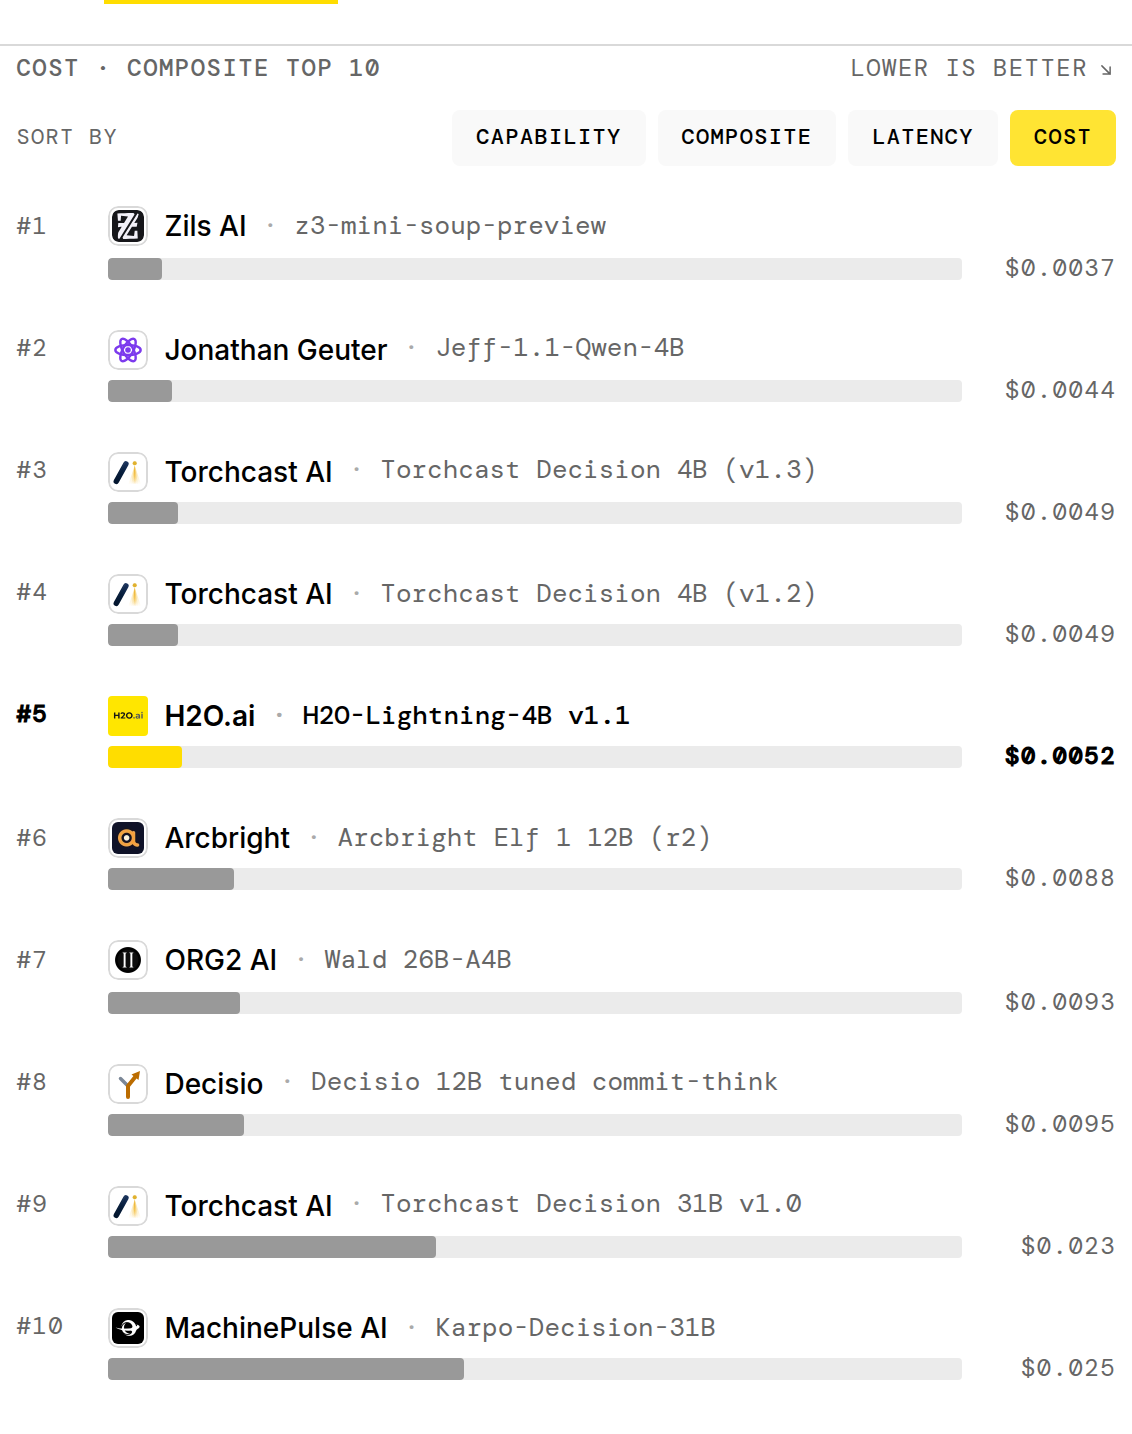 COST · COMPOSITE TOP 10
LOWER IS BETTER ↘
SORT BY
CAPABILITY
COMPOSITE
LATENCY
COST
#1
Zils AI · z3-mini-soup-preview
$0.0037
#2
Jonathan Geuter · Jeff-1.1-Qwen-4B
$0.0044
#3
Torchcast AI · Torchcast Decision 4B (v1.3)
$0.0049
#4
Torchcast AI · Torchcast Decision 4B (v1.2)
$0.0049
#5
H2O.ai
H2O.ai · H2O-Lightning-4B v1.1
$0.0052
#6
Arcbright · Arcbright Elf 1 12B (r2)
$0.0088
#7
ORG2 AI · Wald 26B-A4B
$0.0093
#8
Decisio · Decisio 12B tuned commit-think
$0.0095
#9
Torchcast AI · Torchcast Decision 31B v1.0
$0.023
#10
MachinePulse AI · Karpo-Decision-31B
$0.025